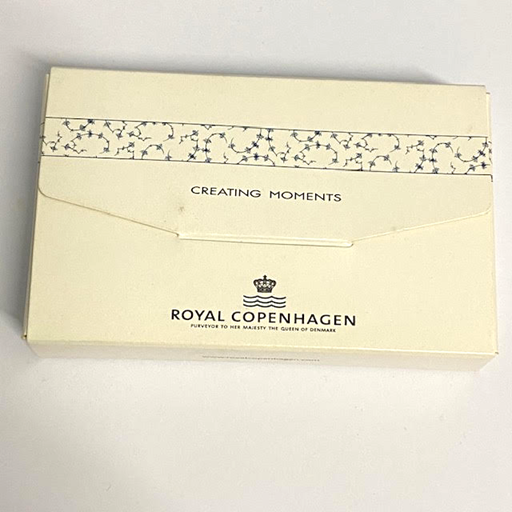 CREATING MOMENTS
ROYAL COPENHAGEN
PURVEYOR TO HER MAJESTY THE QUEEN OF DENMARK